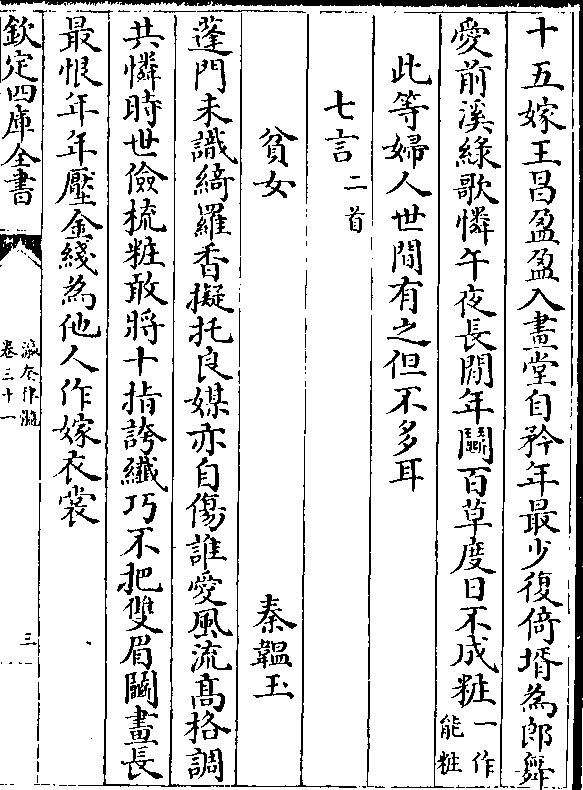 十五嫁王昌盈盈入畫堂自矜年最少復倚壻為郎舞
愛前溪綠歌憐午夜長閒年鬭百草度日不成粧一作能粧
此等婦人世間有之但不多耳
七言二首
貧女 秦韞玉
蓬門未識綺羅香擬托良媒亦自傷誰愛風流髙格調
共憐時世儉梳粧敢將十指誇纖巧不把雙眉鬭畫長
最恨年年壓金綫為他人作嫁衣裳
欽定四庫全書
瀛奎律髓
卷三十一
三